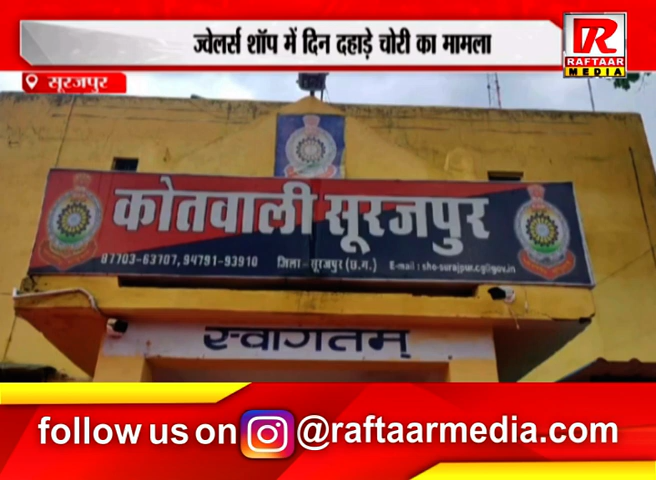 ज्वेलर्स शॉप में दिन दहाड़े चोरी का मामला
R
RAFTAAR
MEDIA
सूरजपुर
कोतवाली सूरजपुर
97703-63707, 94791-93910 जिला - सूरजपुर (छ.ग.) E-mail : sho-surajpur.cg@gov.in
स्वागतम्
follow us on @raftaarmedia.com